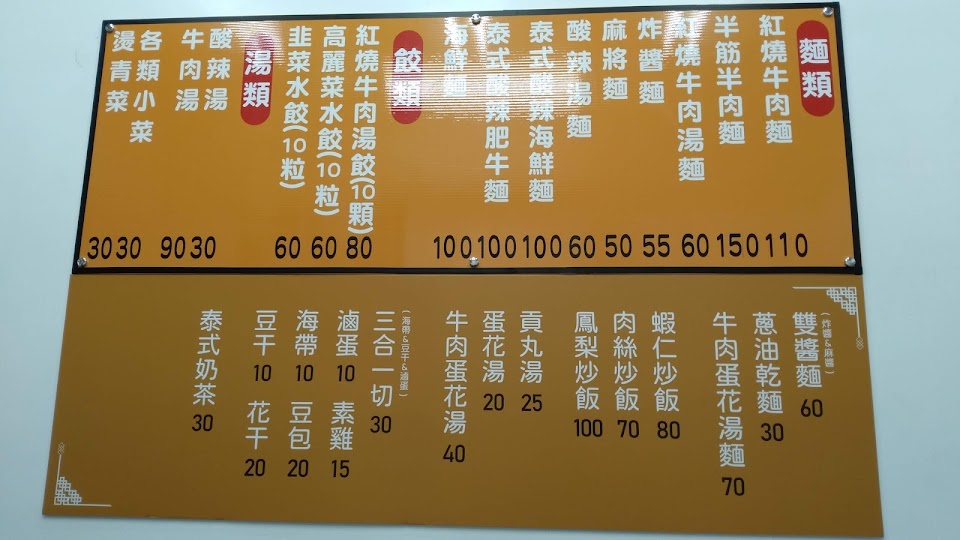 麵類
紅燒牛肉麵 110
半筋半肉麵 150
紅燒牛肉湯麵 60
炸醬麵 55
麻將麵 50
酸辣湯麵 60
泰式酸辣海鮮麵 100
泰式酸辣肥牛麵 100
海鮮麵 100
餃類
紅燒牛肉湯餃(10顆) 80
高麗菜水餃(10粒) 60
韭菜水餃(10粒) 60
湯類
酸辣湯 30
牛肉湯 90
各類小菜 30
燙青菜 30
雙醬麵 60
(炸醬&麻醬)
蔥油乾麵 30
牛肉蛋花湯麵 70
蝦仁炒飯 80
肉絲炒飯 70
鳳梨炒飯 100
貢丸湯 25
蛋花湯 20
牛肉蛋花湯 40
(海帶&豆干&滷蛋)
三合一切 30
滷蛋 10 素雞 15
海帶 10 豆包 20
豆干 10 花干 20
泰式奶茶 30